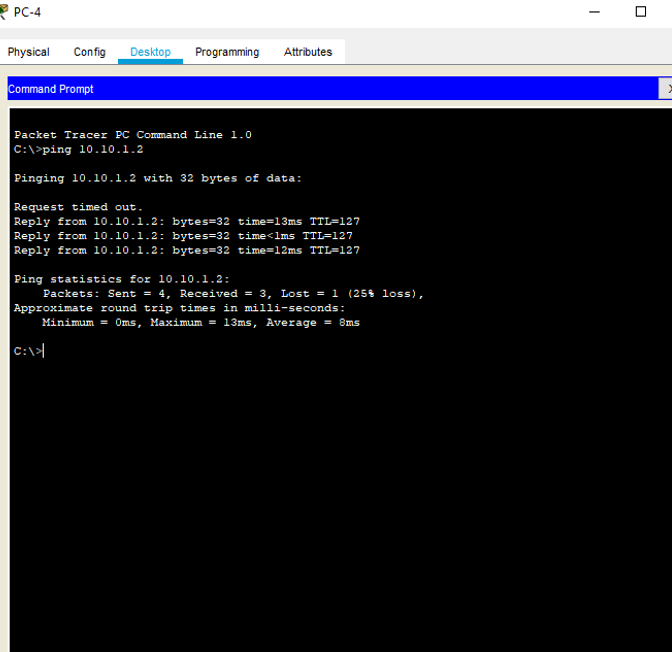 PC-4
Physical Config Desktop Programming Attributes
Command Prompt
X
Packet Tracer PC Command Line 1.0
C:\>ping 10.10.1.2
Pinging 10.10.1.2 with 32 bytes of data:
Request timed out.
Reply from 10.10.1.2: bytes=32 time=13ms TTL=127
Reply from 10.10.1.2: bytes=32 time<1ms TTL=127
Reply from 10.10.1.2: bytes=32 time=12ms TTL=127
Ping statistics for 10.10.1.2:
Packets: Sent = 4, Received = 3, Lost = 1 (25% loss),
Approximate round trip times in milli-seconds:
Minimum = 0ms, Maximum = 13ms, Average = 8ms
C:\>